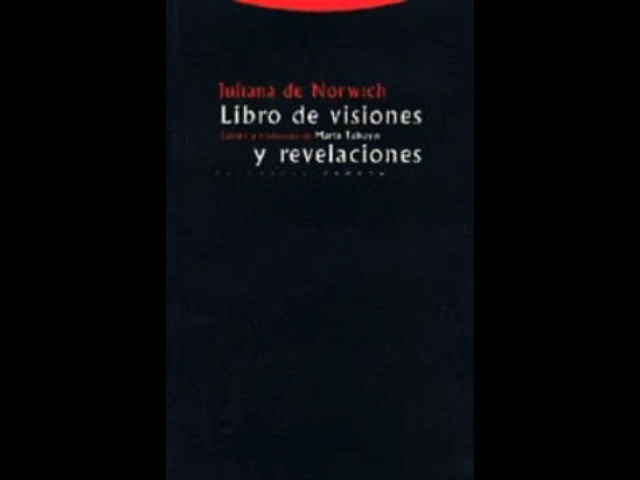 Juliana de Norwich
Libro de visiones
María Tabuyo
y revelaciones